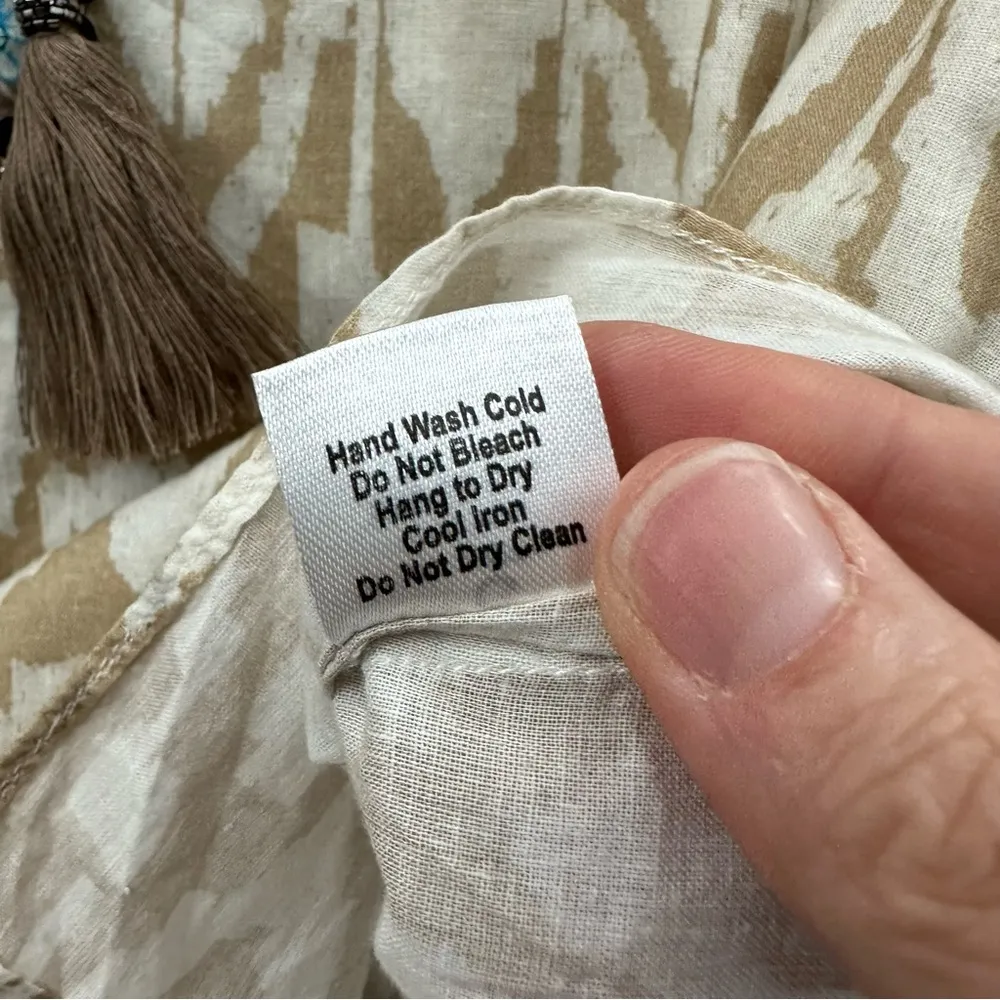 Hand Wash Cold
Do Not Bleach
Hang to Dry
Cool Iron
Do Not Dry Clean